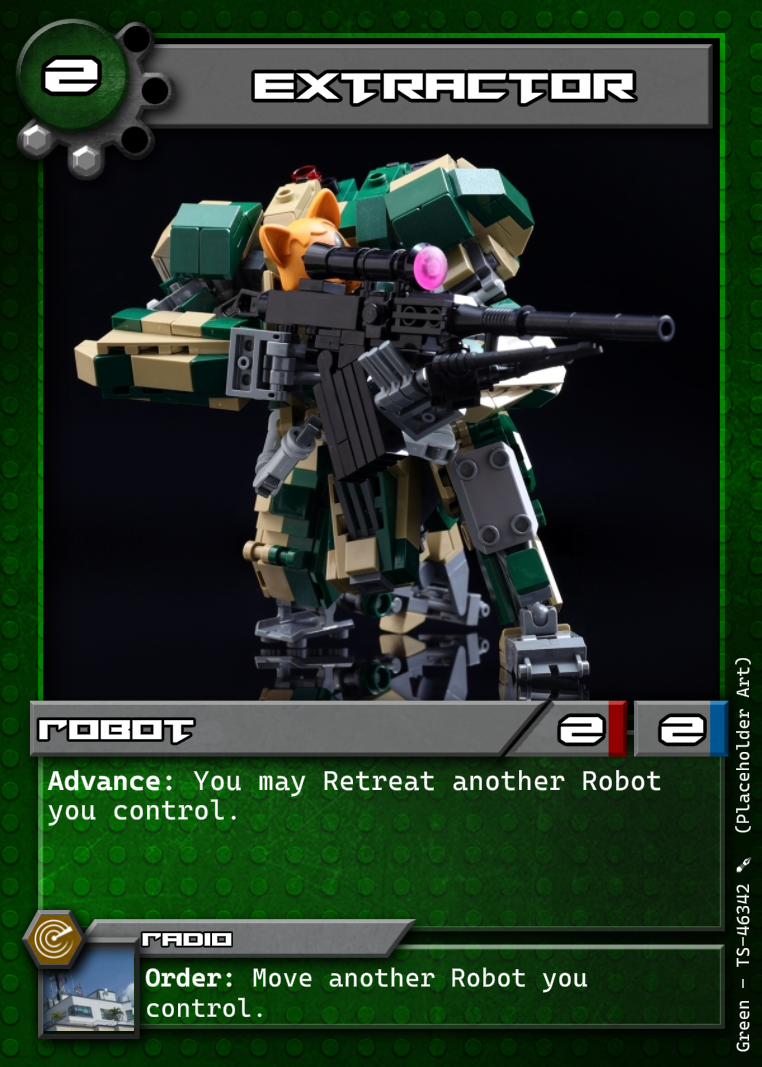 2
EXTRACTOR
ROBOT
2
2
Advance: You may Retreat another Robot
you control.
RADIO
Order: Move another Robot you
control.
Green - TS-46342 (Placeholder Art)